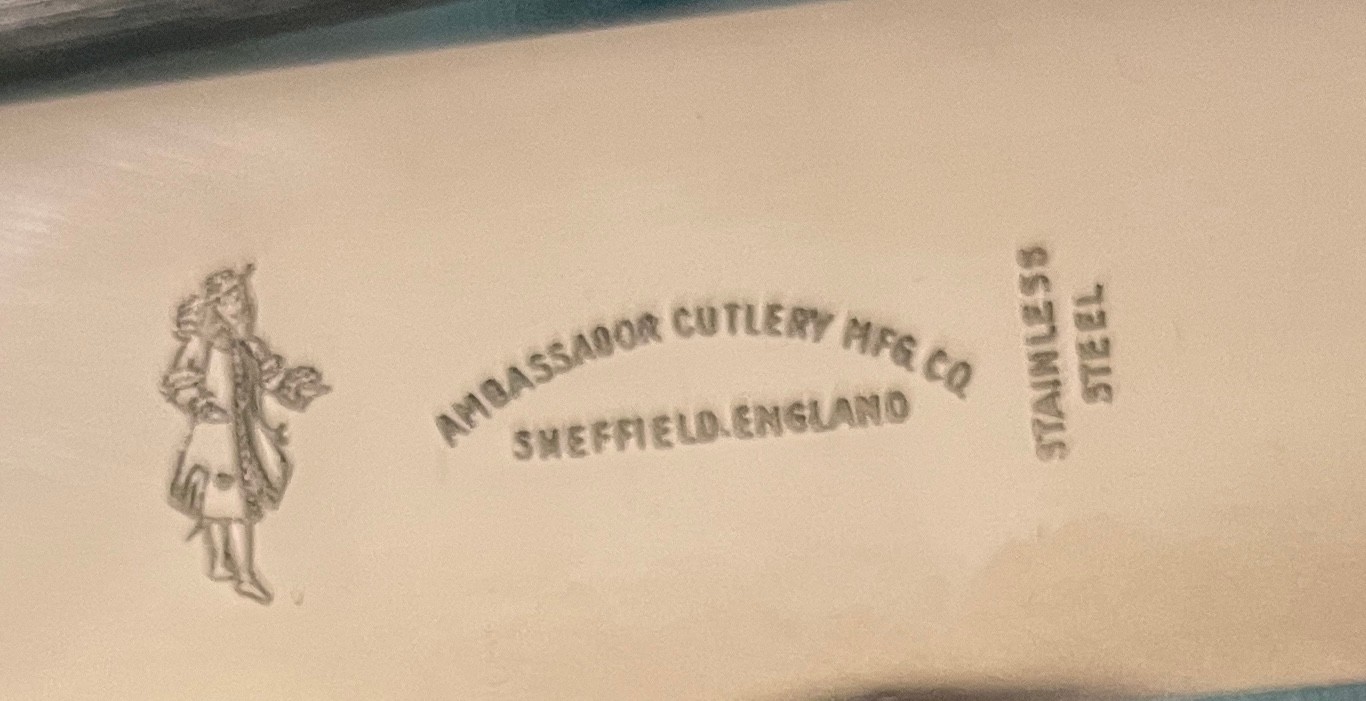 AMBASSADOR CUTLERY MFG CO
SHEFFIELD.ENGLAND
STAINLESS
STEEL